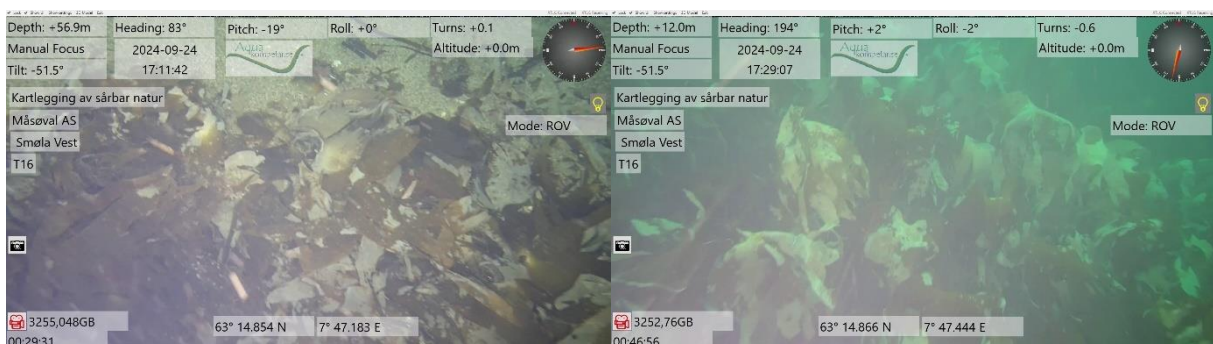 Depth: +56.9m
Heading: 83°
Pitch: -19°
Roll: +0°
Turns: +0.1
Manual Focus
2024-09-24
17:11:42
Altitude: +0.0m
Tilt: -51.5°
Kartlegging av sårbar natur
Måsøval AS
Mode: ROV
Smøla Vest
T16
3255,048GB
63° 14.854 N
7° 47.183 E
00:29:31
Depth: +12.0m
Heading: 194°
Pitch: +2°
Roll: -2°
Turns: -0.6
Manual Focus
2024-09-24
17:29:07
Altitude: +0.0m
Tilt: -51.5°
Kartlegging av sårbar natur
Måsøval AS
Mode: ROV
Smøla Vest
T16
3252,76GB
63° 14.866 N
7° 47.444 E
00:46:56